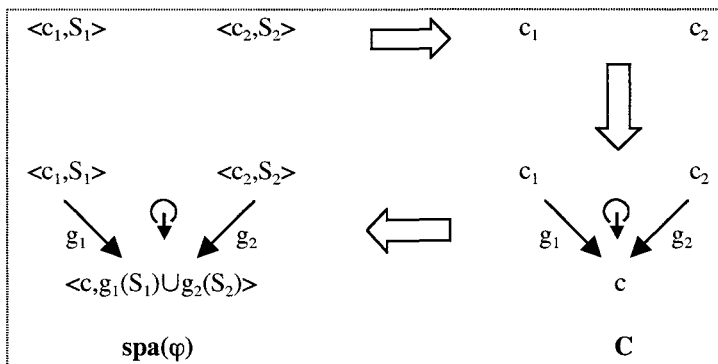 <c₁,S₁> <c₂,S₂> c₁ c₂
<c₁,S₁> <c₂,S₂> c₁ c₂
g₁ g₂ g₁ g₂
<c,g₁(S₁)∪g₂(S₂)> c
spa(φ) C